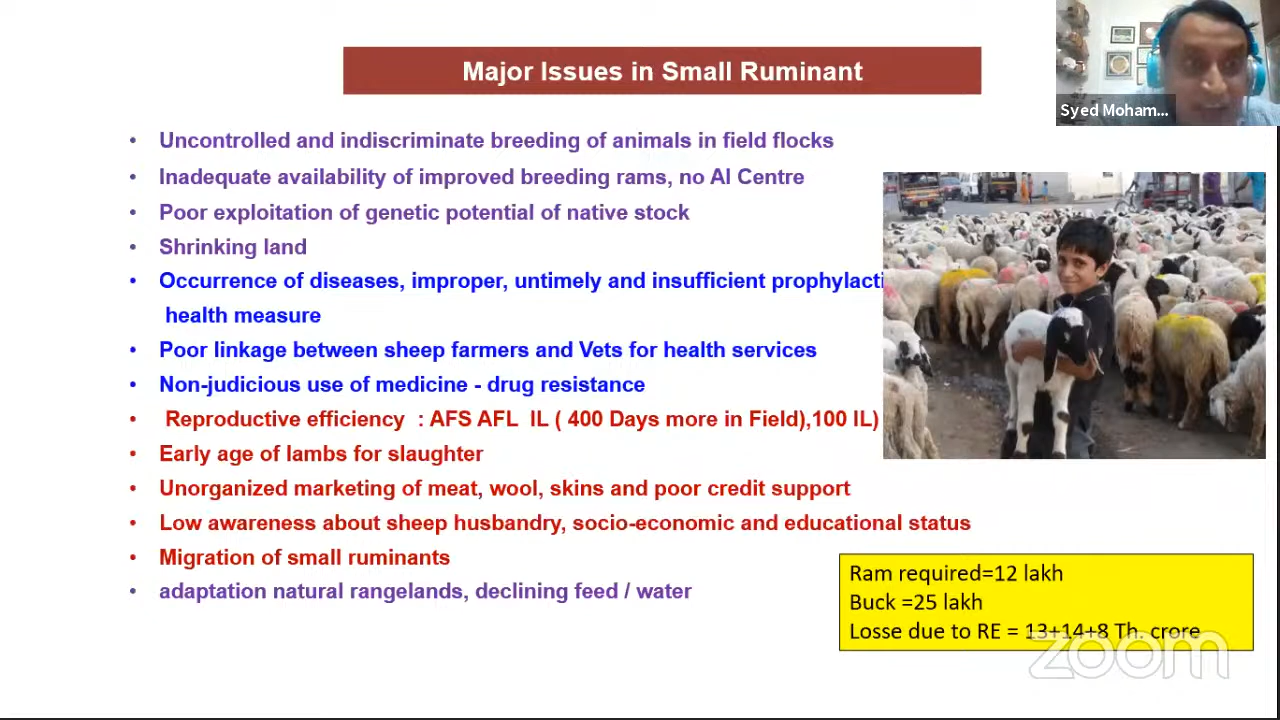 Major Issues in Small Ruminant
Syed Moham...
• Uncontrolled and indiscriminate breeding of animals in field flocks
• Inadequate availability of improved breeding rams, no AI Centre
• Poor exploitation of genetic potential of native stock
• Shrinking land
• Occurrence of diseases, improper, untimely and insufficient prophylacti
health measure
• Poor linkage between sheep farmers and Vets for health services
• Non-judicious use of medicine - drug resistance
• Reproductive efficiency : AFS AFL IL ( 400 Days more in Field),100 IL)
• Early age of lambs for slaughter
• Unorganized marketing of meat, wool, skins and poor credit support
• Low awareness about sheep husbandry, socio-economic and educational status
• Migration of small ruminants
• adaptation natural rangelands, declining feed / water
Ram required=12 lakh
Buck =25 lakh
Losse due to RE = 13+14+8 Th. crore
zoom